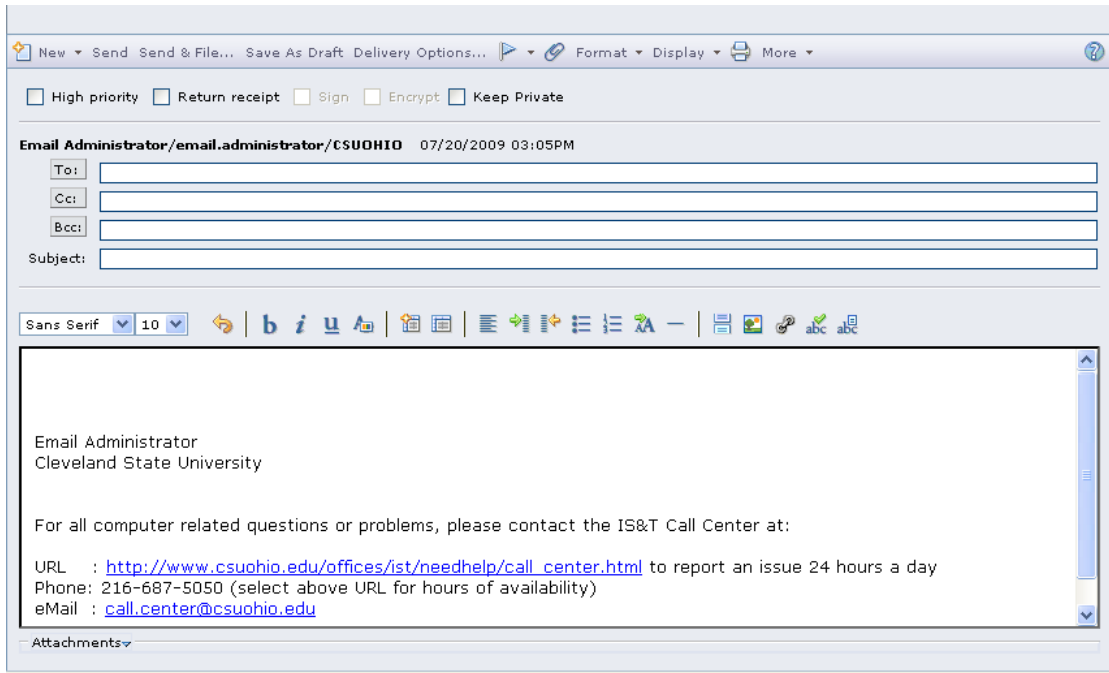 New Send Send & File... Save As Draft Delivery Options... Format Display More ?
High priority Return receipt Sign Encrypt Keep Private
Email Administrator/email.administrator/CSUOHIO 07/20/2009 03:05PM
To:
Cc:
Bcc:
Subject:
Sans Serif 10 b i u A A abc abc
Email Administrator
Cleveland State University
For all computer related questions or problems, please contact the IS&T Call Center at:
URL : http://www.csuohio.edu/offices/ist/needhelp/call_center.html to report an issue 24 hours a day
Phone: 216-687-5050 (select above URL for hours of availability)
eMail : call.center@csuohio.edu
Attachments